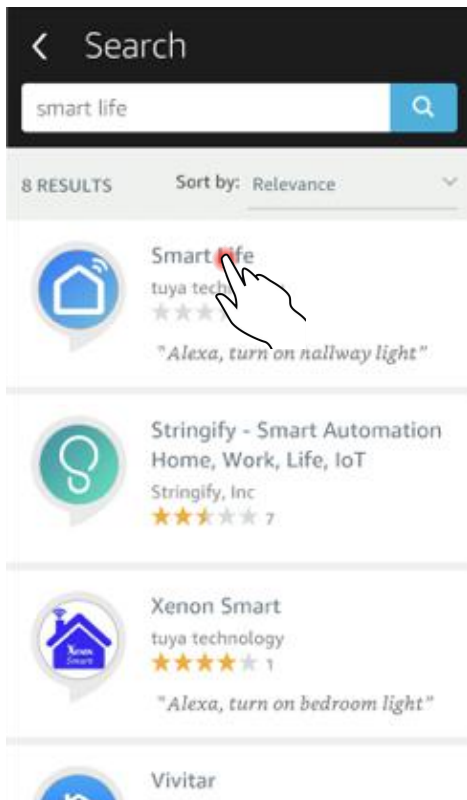 Search
smart life
8 RESULTS Sort by: Relevance
Smart Life
tuya tech
"Alexa, turn on hallway light"
Stringify - Smart Automation
Home, Work, Life, IoT
Stringify, Inc
7
Xenon Smart
Xenon
Smart
tuya technology
1
"Alexa, turn on bedroom light"
Vivitar